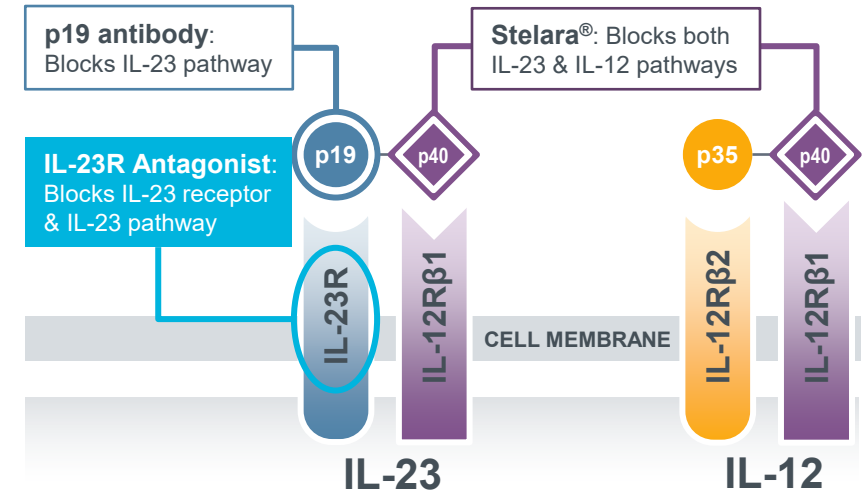 p19 antibody:
Blocks IL-23 pathway
Stelara®: Blocks both
IL-23 & IL-12 pathways
IL-23R Antagonist:
Blocks IL-23 receptor
& IL-23 pathway
p19
p40
p35
p40
IL-23R
IL-12Rβ1
CELL MEMBRANE
IL-12Rβ2
IL-12Rβ1
IL-23
IL-12